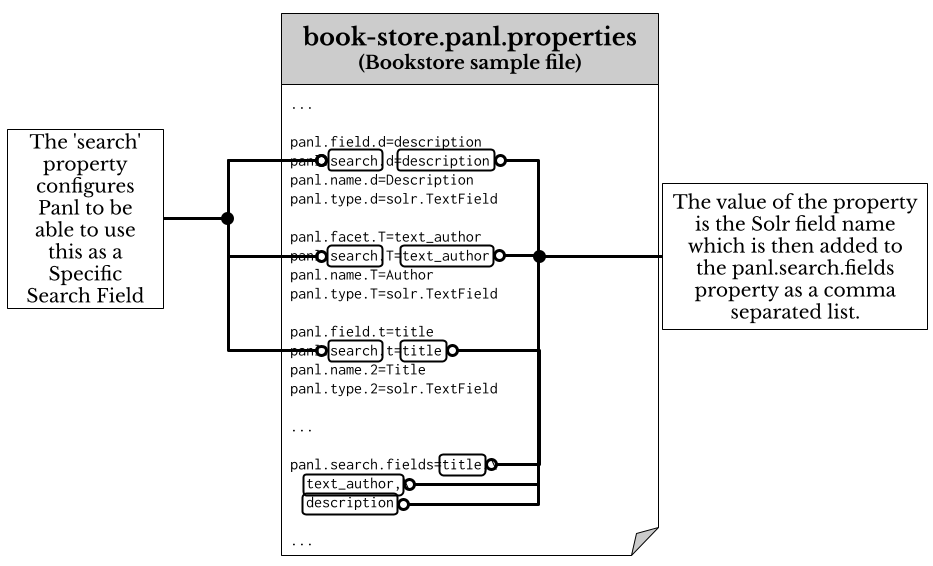 book-store.panl.properties
(Bookstore sample file)
The 'search'
property
configures
Panl to be
able to use
this as a
Specific
Search Field
...
panl.field.d=description
panl.search.d=description
panl.name.d=Description
panl.type.d=solr.TextField
panl.facet.T=text_author
panl.search.T=text_author
panl.name.T=Author
panl.type.T=solr.TextField
panl.field.t=title
panl.search.t=title
panl.name.2=Title
panl.type.2=solr.TextField
...
panl.search.fields=title
text_author,
description
...
The value of the property
is the Solr field name
which is then added to
the panl.search.fields
property as a comma
separated list.